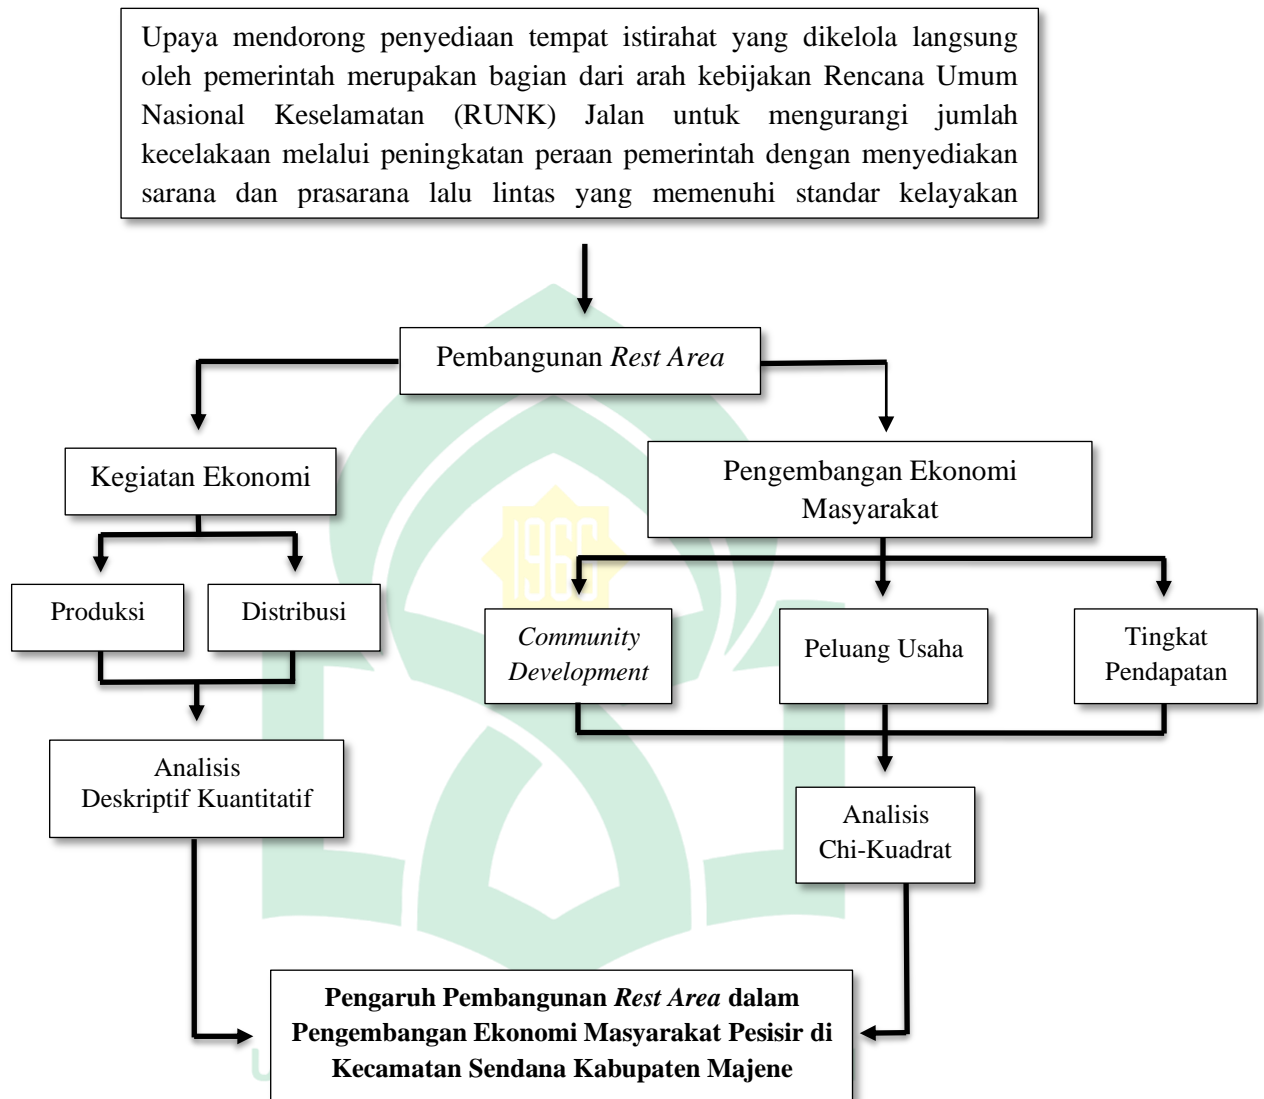 Upaya mendorong penyediaan tempat istirahat yang dikelola langsung
oleh pemerintah merupakan bagian dari arah kebijakan Rencana Umum
Nasional Keselamatan (RUNK) Jalan untuk mengurangi jumlah
kecelakaan melalui peningkatan peraan pemerintah dengan menyediakan
sarana dan prasarana lalu lintas yang memenuhi standar kelayakan
Pembangunan Rest Area
Kegiatan Ekonomi
Pengembangan Ekonomi
Masyarakat
1965
Produksi
Distribusi
Community
Development
Peluang Usaha
Tingkat
Pendapatan
Analisis
Deskriptif Kuantitatif
Analisis
Chi-Kuadrat
Pengaruh Pembangunan Rest Area dalam
Pengembangan Ekonomi Masyarakat Pesisir di
Kecamatan Sendana Kabupaten Majene